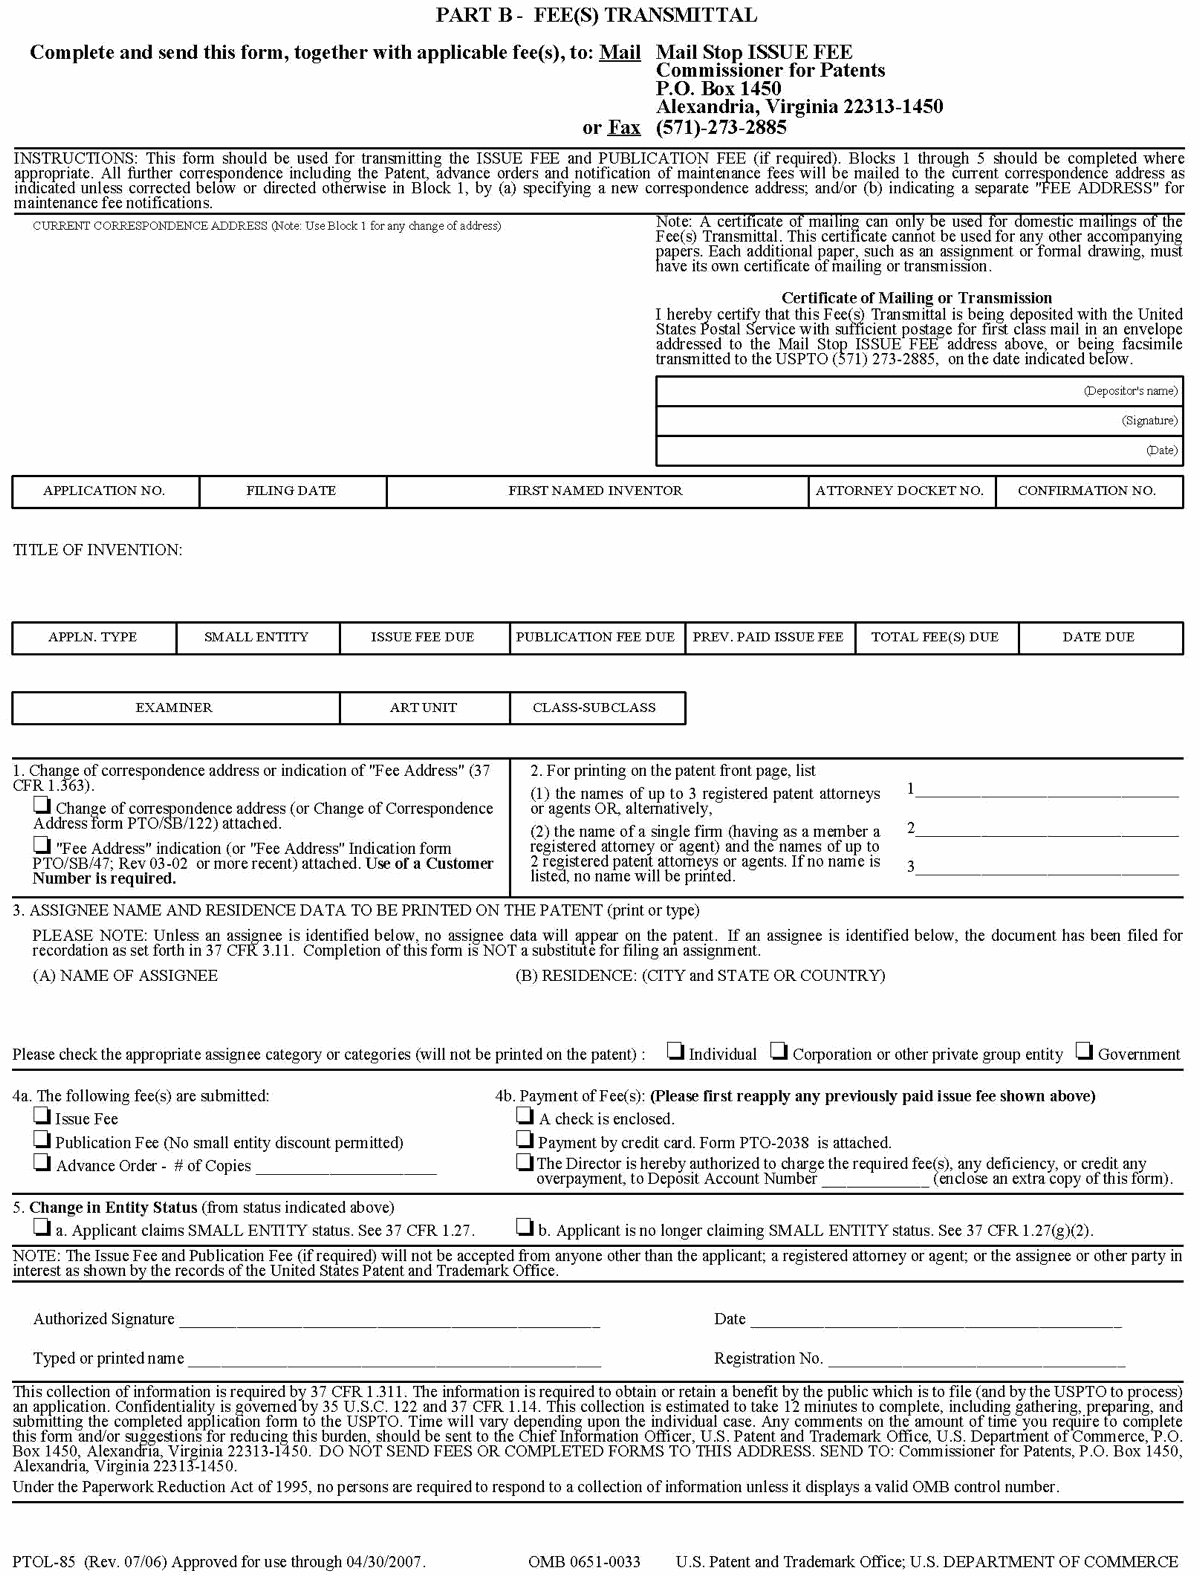 PART B - FEE(S) TRANSMITTAL
Complete and send this form, together with applicable fee(s), to: Mail Mail Stop ISSUE FEE
Commissioner for Patents
P.O. Box 1450
Alexandria, Virginia 22313-1450
or Fax (571)-273-2885
INSTRUCTIONS: This form should be used for transmitting the ISSUE FEE and PUBLICATION FEE (if required). Blocks 1 through 5 should be completed where
appropriate. All further correspondence including the Patent, advance orders and notification of maintenance fees will be mailed to the current correspondence address as
indicated unless corrected below or directed otherwise in Block 1, by (a) specifying a new correspondence address; and/or (b) indicating a separate "FEE ADDRESS" for
maintenance fee notifications.
CURRENT CORRESPONDENCE ADDRESS (Note: Use Block 1 for any change of address)
Note: A certificate of mailing can only be used for domestic mailings of the
Fee(s) Transmittal. This certificate cannot be used for any other accompanying
papers. Each additional paper, such as an assignment or formal drawing, must
have its own certificate of mailing or transmission.
Certificate of Mailing or Transmission
I hereby certify that this Fee(s) Transmittal is being deposited with the United
States Postal Service with sufficient postage for first class mail in an envelope
addressed to the Mail Stop ISSUE FEE address above, or being facsimile
transmitted to the USPTO (571) 273-2885, on the date indicated below.
(Depositor's name)
(Signature)
(Date)
APPLICATION NO. FILING DATE FIRST NAMED INVENTOR ATTORNEY DOCKET NO. CONFIRMATION NO.
TITLE OF INVENTION:
APPLN. TYPE SMALL ENTITY ISSUE FEE DUE PUBLICATION FEE DUE PREV. PAID ISSUE FEE TOTAL FEE(S) DUE DATE DUE
EXAMINER ART UNIT CLASS-SUBCLASS
1. Change of correspondence address or indication of "Fee Address" (37
CFR 1.363).
Change of correspondence address (or Change of Correspondence
Address form PTO/SB/122) attached.
"Fee Address" indication (or "Fee Address" Indication form
PTO/SB/47; Rev 03-02 or more recent) attached. Use of a Customer
Number is required.
2. For printing on the patent front page, list
(1) the names of up to 3 registered patent attorneys
or agents OR, alternatively,
(2) the name of a single firm (having as a member a
registered attorney or agent) and the names of up to
2 registered patent attorneys or agents. If no name is
listed, no name will be printed.
1
2
3
3. ASSIGNEE NAME AND RESIDENCE DATA TO BE PRINTED ON THE PATENT (print or type)
PLEASE NOTE: Unless an assignee is identified below, no assignee data will appear on the patent. If an assignee is identified below, the document has been filed for
recordation as set forth in 37 CFR 3.11. Completion of this form is NOT a substitute for filing an assignment.
(A) NAME OF ASSIGNEE (B) RESIDENCE: (CITY and STATE OR COUNTRY)
Please check the appropriate assignee category or categories (will not be printed on the patent) : Individual Corporation or other private group entity Government
4a. The following fee(s) are submitted:
Issue Fee
Publication Fee (No small entity discount permitted)
Advance Order - # of Copies
4b. Payment of Fee(s): (Please first reapply any previously paid issue fee shown above)
A check is enclosed.
Payment by credit card. Form PTO-2038 is attached.
The Director is hereby authorized to charge the required fee(s), any deficiency, or credit any
overpayment, to Deposit Account Number (enclose an extra copy of this form).
5. Change in Entity Status (from status indicated above)
a. Applicant claims SMALL ENTITY status. See 37 CFR 1.27. b. Applicant is no longer claiming SMALL ENTITY status. See 37 CFR 1.27(g)(2).
NOTE: The Issue Fee and Publication Fee (if required) will not be accepted from anyone other than the applicant; a registered attorney or agent; or the assignee or other party in
interest as shown by the records of the United States Patent and Trademark Office.
Authorized Signature Date
Typed or printed name Registration No.
This collection of information is required by 37 CFR 1.311. The information is required to obtain or retain a benefit by the public which is to file (and by the USPTO to process)
an application. Confidentiality is governed by 35 U.S.C. 122 and 37 CFR 1.14. This collection is estimated to take 12 minutes to complete, including gathering, preparing, and
submitting the completed application form to the USPTO. Time will vary depending upon the individual case. Any comments on the amount of time you require to complete
this form and/or suggestions for reducing this burden, should be sent to the Chief Information Officer, U.S. Patent and Trademark Office, U.S. Department of Commerce, P.O.
Box 1450, Alexandria, Virginia 22313-1450. DO NOT SEND FEES OR COMPLETED FORMS TO THIS ADDRESS. SEND TO: Commissioner for Patents, P.O. Box 1450,
Alexandria, Virginia 22313-1450.
Under the Paperwork Reduction Act of 1995, no persons are required to respond to a collection of information unless it displays a valid OMB control number.
PTOL-85 (Rev. 07/06) Approved for use through 04/30/2007. OMB 0651-0033 U.S. Patent and Trademark Office; U.S. DEPARTMENT OF COMMERCE